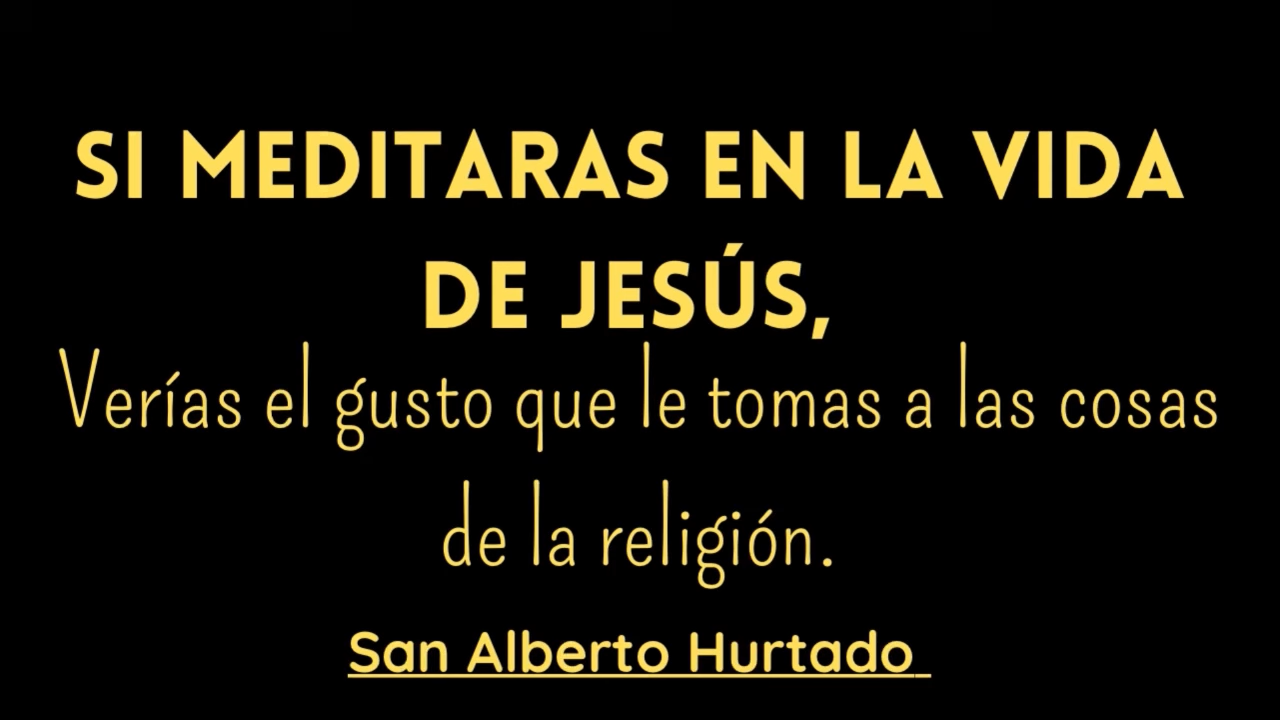 SI MEDITARAS EN LA VIDA
DE JESÚS,
Verías el gusto que le tomas a las cosas
de la religión.
San Alberto Hurtado